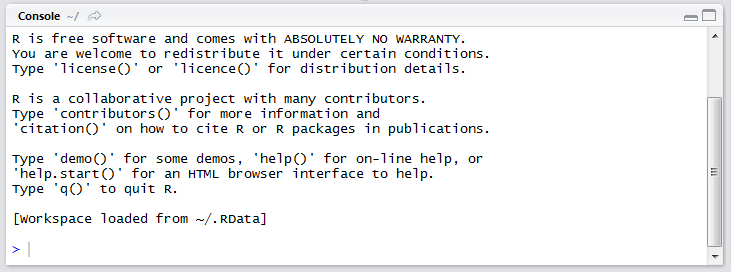 Console ~/
R is free software and comes with ABSOLUTELY NO WARRANTY.
You are welcome to redistribute it under certain conditions.
Type 'license()' or 'licence()' for distribution details.

R is a collaborative project with many contributors.
Type 'contributors()' for more information and
'citation()' on how to cite R or R packages in publications.

Type 'demo()' for some demos, 'help()' for on-line help, or
'help.start()' for an HTML browser interface to help.
Type 'q()' to quit R.

[Workspace loaded from ~/.RData]

>